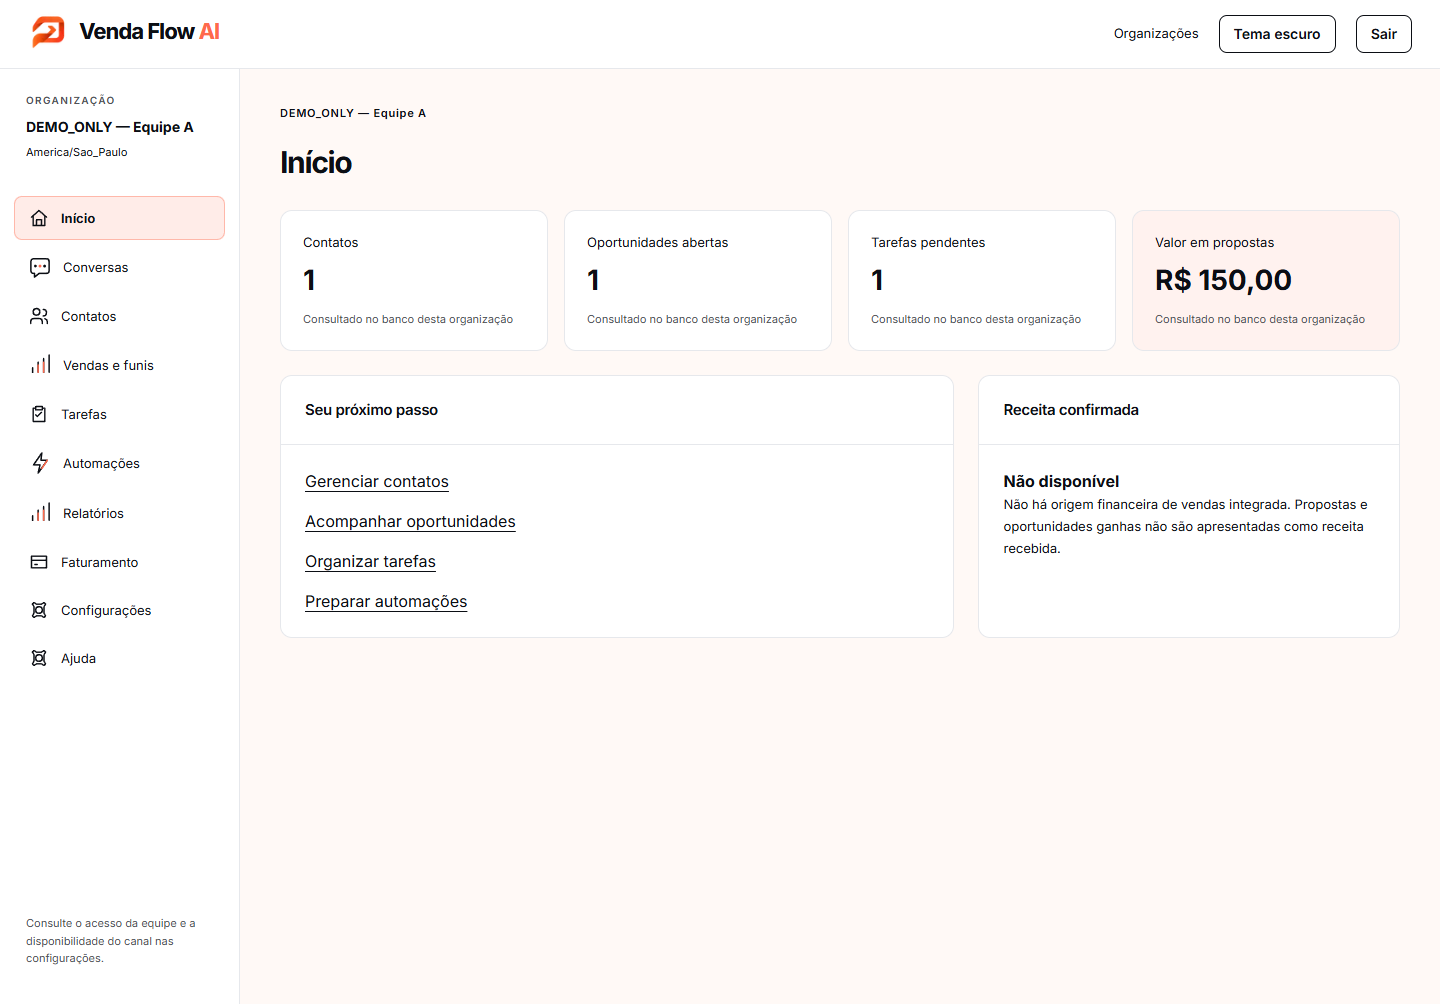 Venda Flow AI
Organizações
Tema escuro
Sair
ORGANIZAÇÃO
DEMO_ONLY — Equipe A
America/Sao_Paulo
Início
Conversas
Contatos
Vendas e funis
Tarefas
Automações
Relatórios
Faturamento
Configurações
Ajuda
Consulte o acesso da equipe e a
disponibilidade do canal nas
configurações.
DEMO_ONLY — Equipe A
Início
Contatos
1
Consultado no banco desta organização
Oportunidades abertas
1
Consultado no banco desta organização
Tarefas pendentes
1
Consultado no banco desta organização
Valor em propostas
R$ 150,00
Consultado no banco desta organização
Seu próximo passo
Gerenciar contatos
Acompanhar oportunidades
Organizar tarefas
Preparar automações
Receita confirmada
Não disponível
Não há origem financeira de vendas integrada. Propostas e
oportunidades ganhas não são apresentadas como receita
recebida.